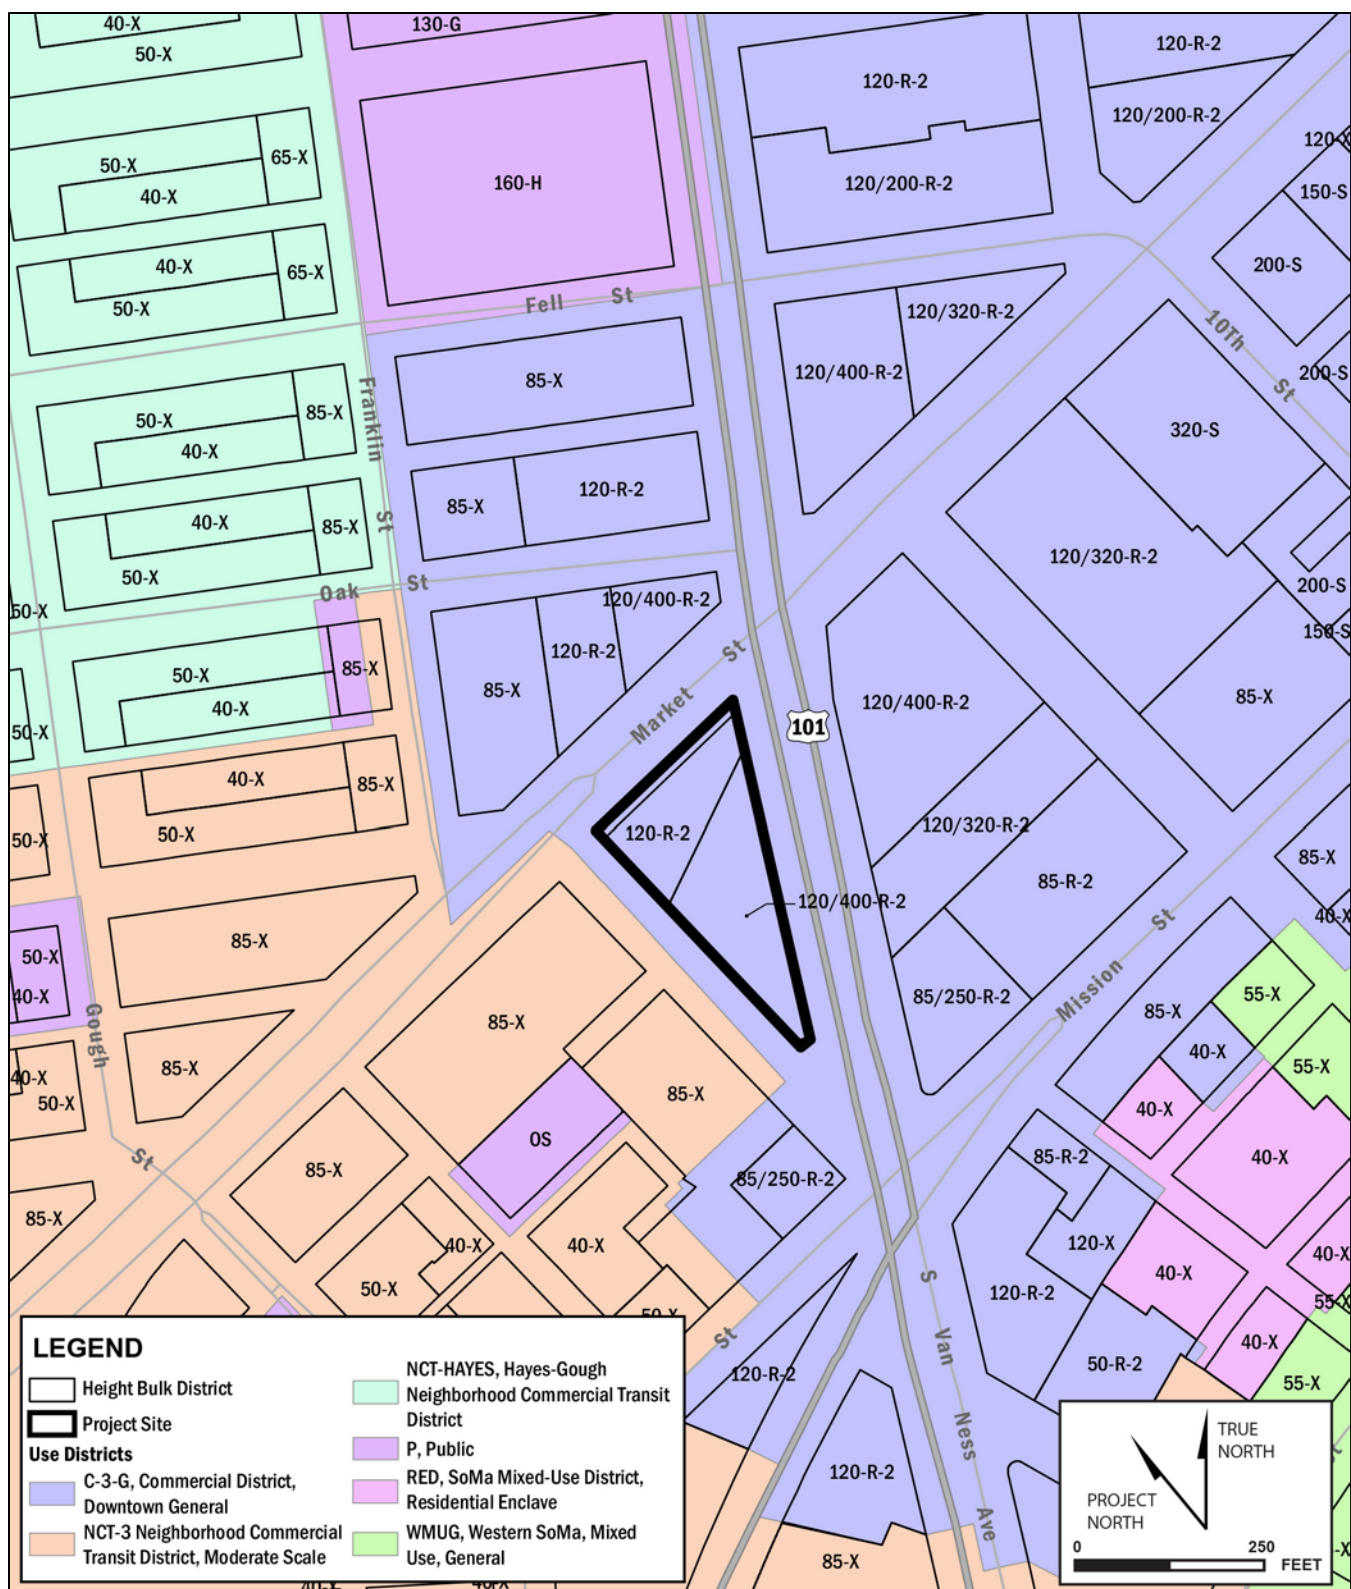 40-X
130-G
50-X
120-R-2
120-R-2
120/200-R-2
120-X
65-X
50-X
40-X
160-H
120/200-R-2
150-S
40-X
65-X
50-X
Fell St
200-S
120/320-R-2
10Th St
85-X
120/400-R-2
200-S
50-X
85-X
40-X
Franklin St
320-S
85-X
120-R-2
40-X
85-X
50-X
120/320-R-2
Oak St
200-S
50-X
120/400-R-2
150-S
120-R-2
85-X
50-X
40-X
85-X
Market St
85-X
120/400-R-2
50-X
101
40-X
85-X
50-X
50-X
120-R-2
120/320-R-2
85-X
85-R-2
120/400-R-2
40-X
85-X
50-X
40-X
Gough St
85-X
85/250-R-2
Mission St
55-X
85-X
40-X
55-X
40-X
50-X
85-X
85-X
40-X
OS
85-X
85/250-R-2
85-R-2
40-X
85-X
40-X
40-X
120-X
40-X
50-X
40-X
120-R-2
55-X
50-X
St
S Van Ness Ave
40-X
50-R-2
55-X
120-R-2
120-R-2
85-X
40-X
40-X
-X
St
LEGEND
Height Bulk District
Project Site
Use Districts
C-3-G, Commercial District,
Downtown General
NCT-3 Neighborhood Commercial
Transit District, Moderate Scale
NCT-HAYES, Hayes-Gough
Neighborhood Commercial Transit
District
P, Public
RED, SoMa Mixed-Use District,
Residential Enclave
WMUG, Western SoMa, Mixed
Use, General
TRUE
NORTH
PROJECT
NORTH
0 250
FEET